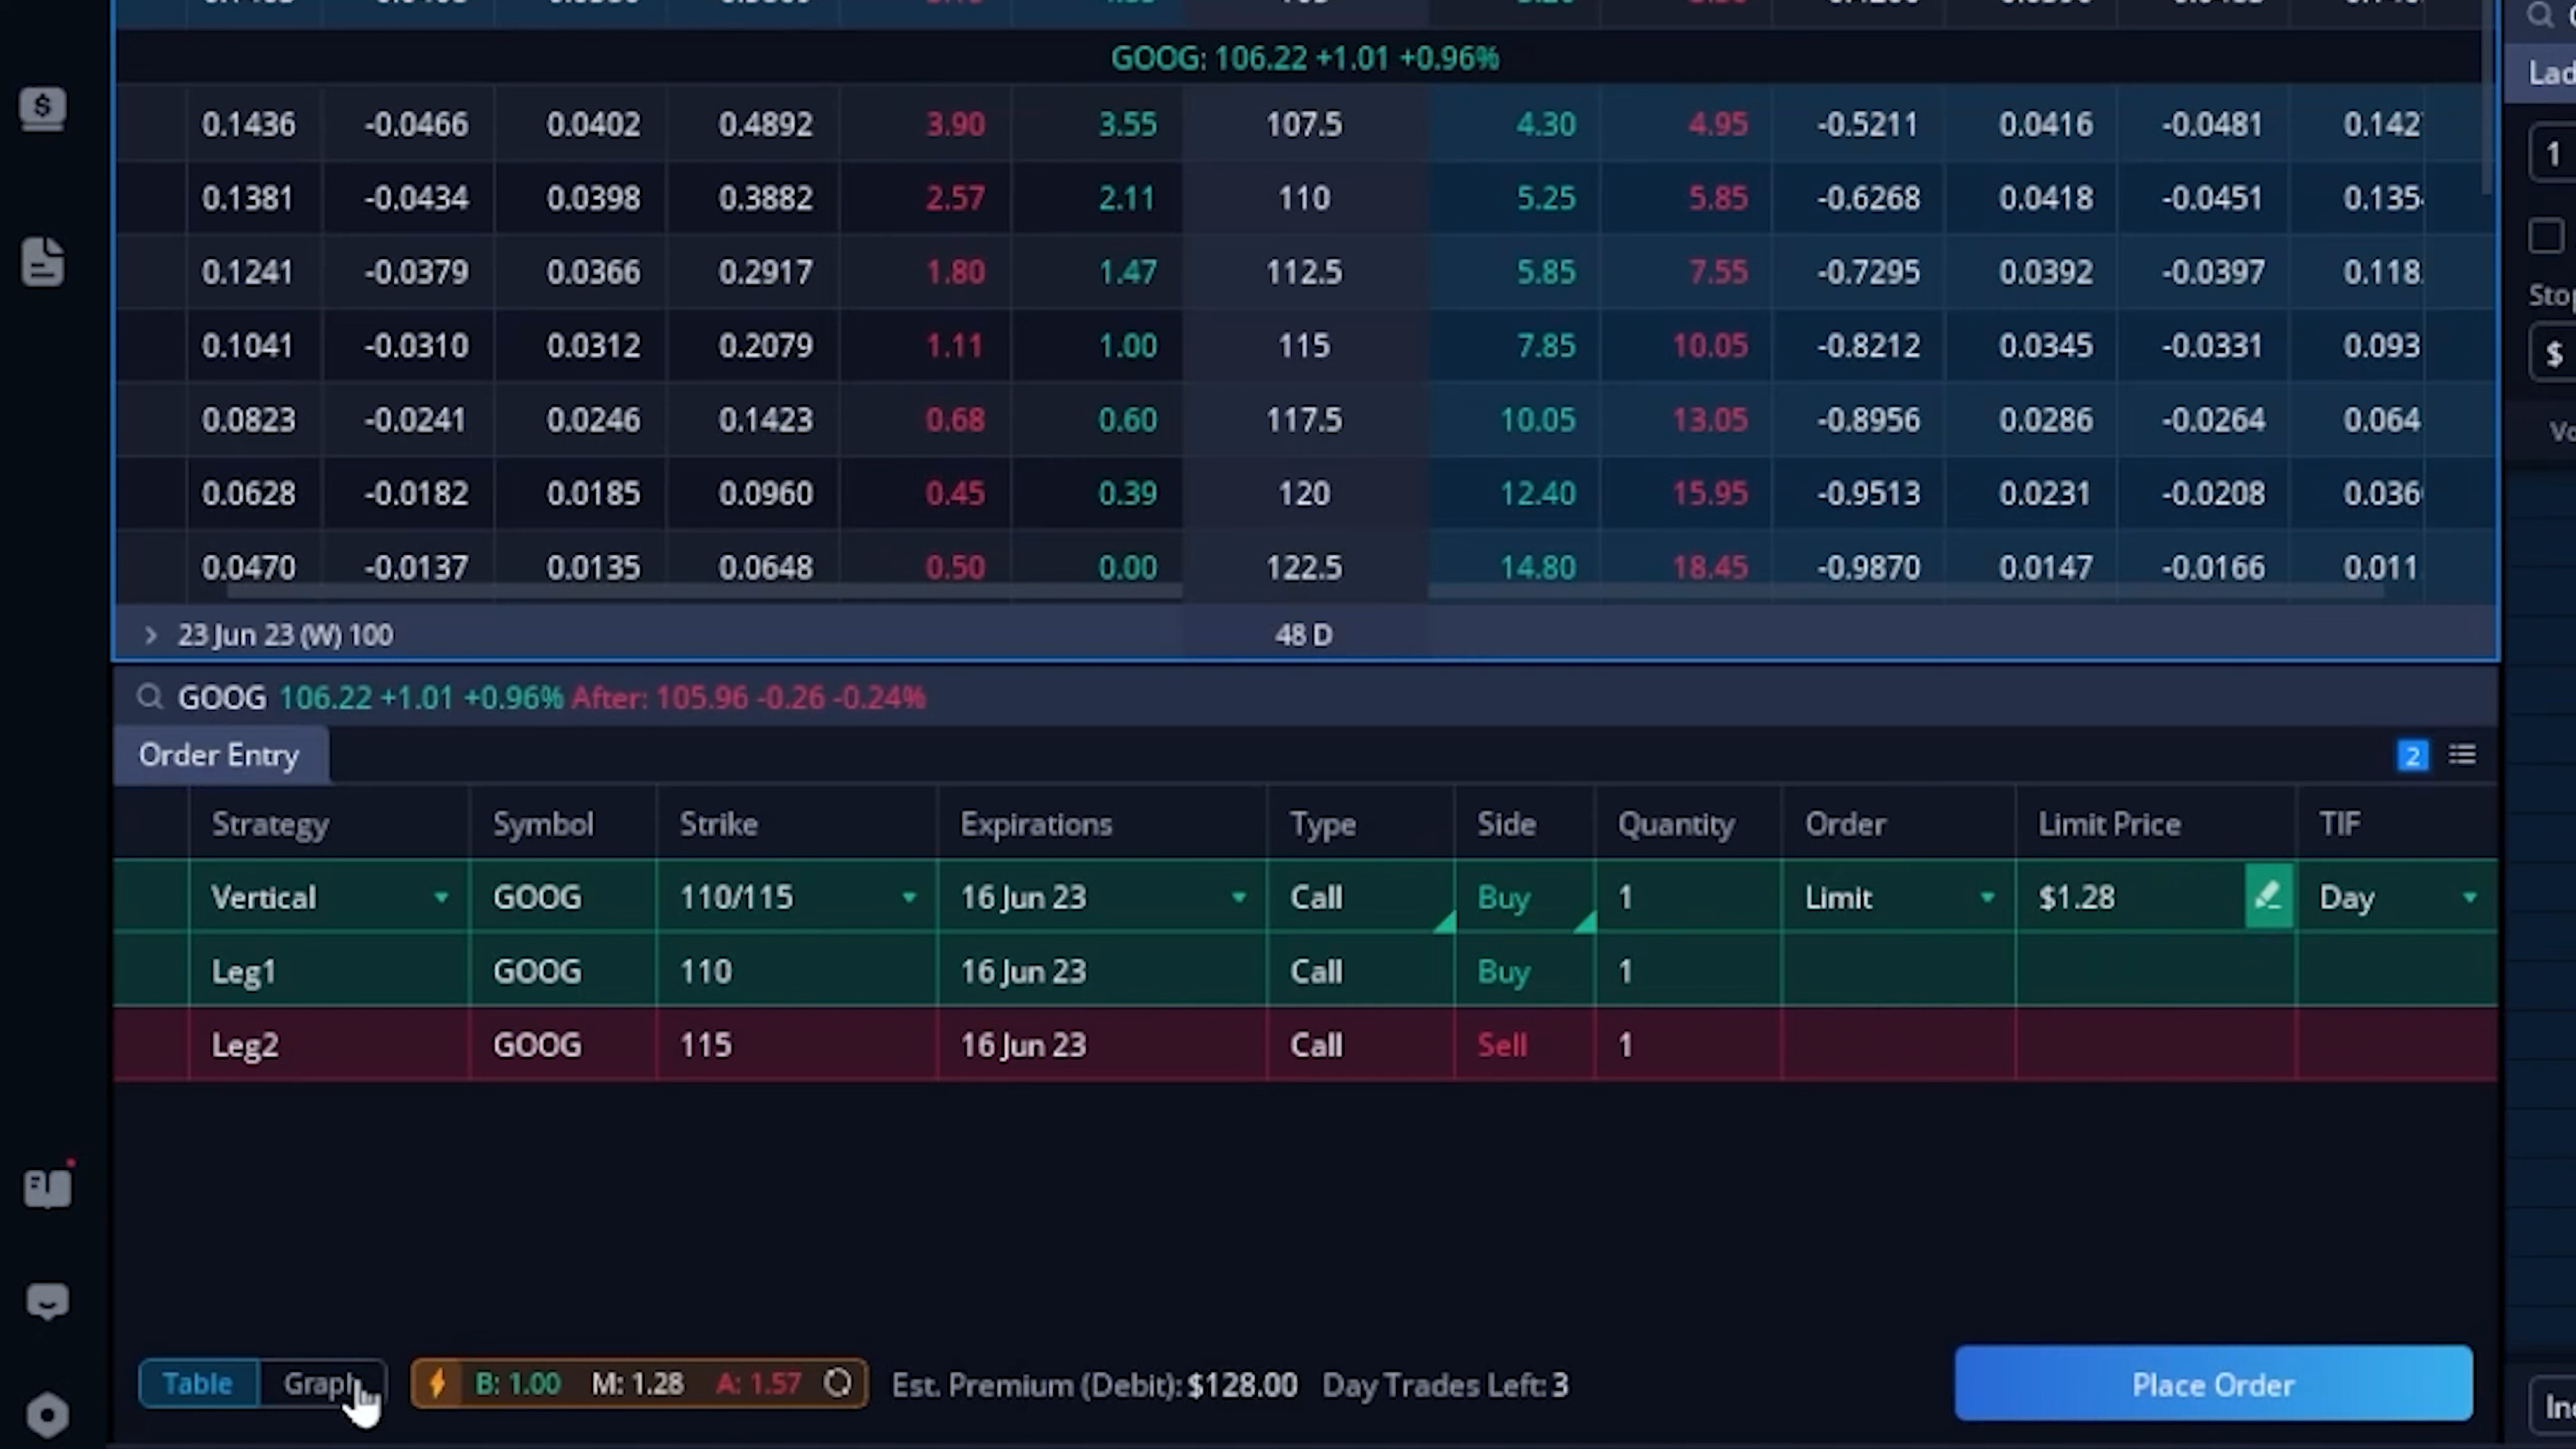 GOOG: 106.22 +1.01 +0.96%
0.1436 -0.0466 0.0402 0.4892 3.90 3.55 107.5 4.30 4.95 -0.5211 0.0416 -0.0481 0.142
0.1381 -0.0434 0.0398 0.3882 2.57 2.11 110 5.25 5.85 -0.6268 0.0418 -0.0451 0.135
0.1241 -0.0379 0.0366 0.2917 1.80 1.47 112.5 5.85 7.55 -0.7295 0.0392 -0.0397 0.118
0.1041 -0.0310 0.0312 0.2079 1.11 1.00 115 7.85 10.05 -0.8212 0.0345 -0.0331 0.093
0.0823 -0.0241 0.0246 0.1423 0.68 0.60 117.5 10.05 13.05 -0.8956 0.0286 -0.0264 0.064
0.0628 -0.0182 0.0185 0.0960 0.45 0.39 120 12.40 15.95 -0.9513 0.0231 -0.0208 0.036
0.0470 -0.0137 0.0135 0.0648 0.50 0.00 122.5 14.80 18.45 -0.9870 0.0147 -0.0166 0.011
23 Jun 23 (W) 100 48 D
GOOG 106.22 +1.01 +0.96% After: 105.96 -0.26 -0.24%
Order Entry 2
Strategy Symbol Strike Expirations Type Side Quantity Order Limit Price TIF
Vertical GOOG 110/115 16 Jun 23 Call Buy 1 Limit $1.28 Day
Leg1 GOOG 110 16 Jun 23 Call Buy 1
Leg2 GOOG 115 16 Jun 23 Call Sell 1
Table Graph B: 1.00 M: 1.28 A: 1.57 Est. Premium (Debit): $128.00 Day Trades Left: 3 Place Order
Lad
1
$